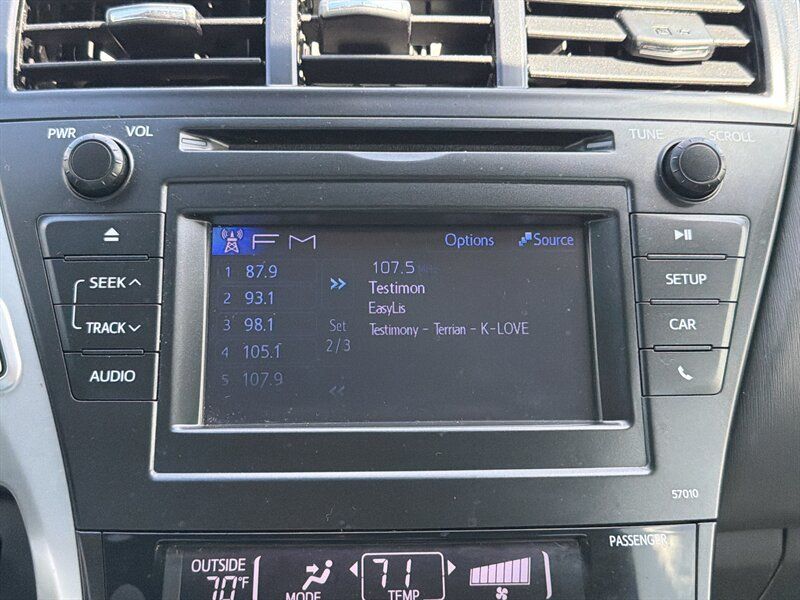 PWR VOL
TUNE SCROLL
FM Options Source
1 87.9
2 93.1
3 98.1
4 105.1
5 107.9
Set
2/3
107.5 MHz
Testimon
EasyLis
Testimony - Terrian - K-LOVE
SEEK
TRACK
AUDIO
SETUP
CAR
57010
PASSENGER
OUTSIDE
70°F
MODE
71
TEMP